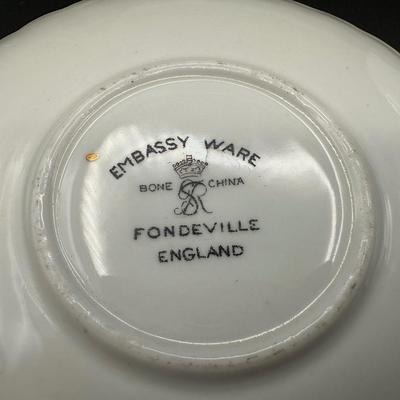 EMBASSY WARE
BONE CHINA
FONDEVILLE
ENGLAND